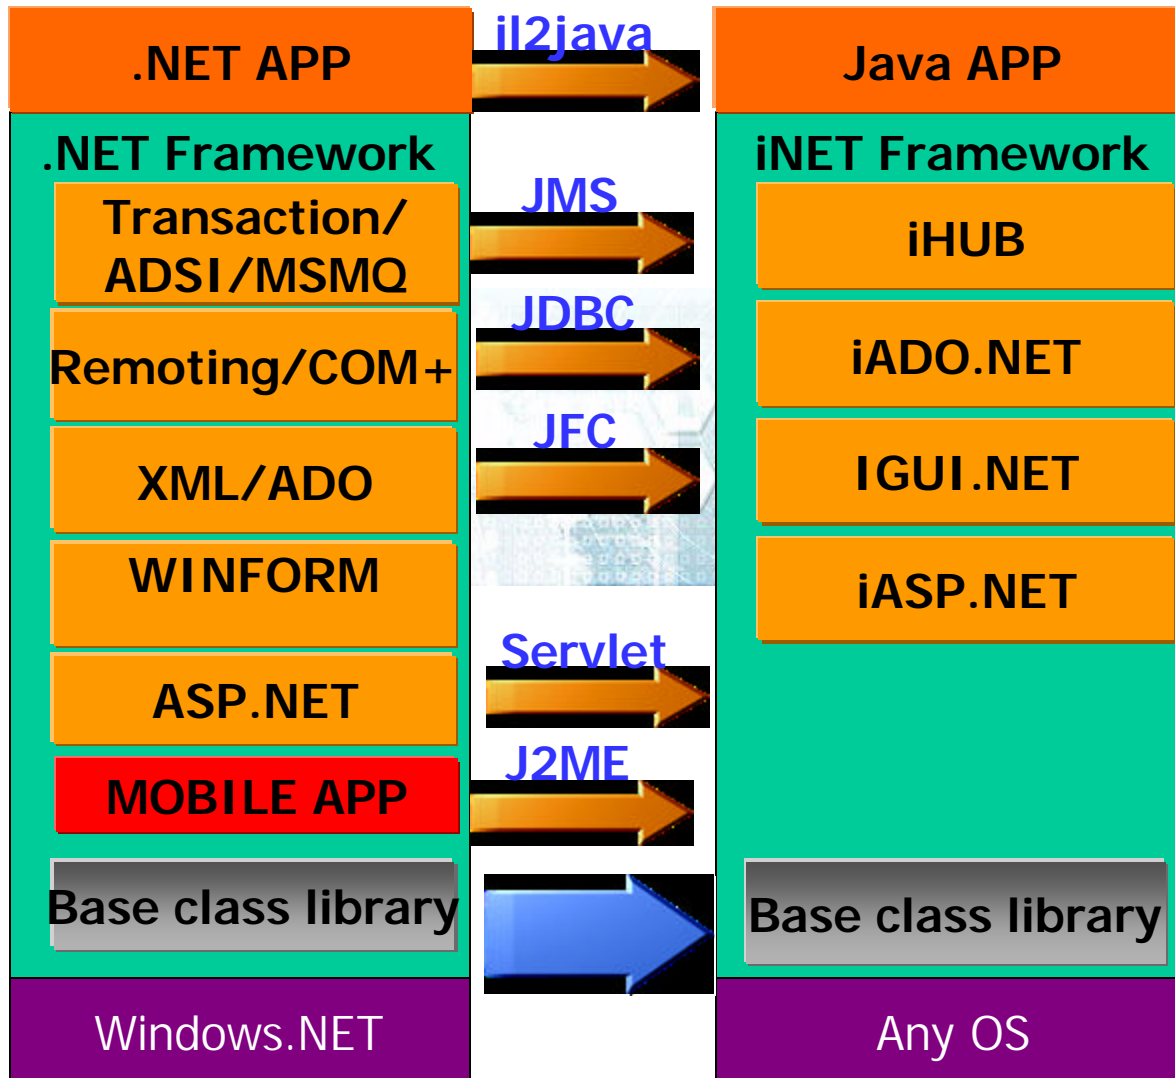 .NET APP
il2java
Java APP
.NET Framework
Transaction/
ADSI/MSMQ
Remoting/COM+
XML/ADO
WINFORM
ASP.NET
MOBILE APP
Base class library
Windows.NET
JMS
JDBC
JFC
Servlet
J2ME
iNET Framework
iHUB
iADO.NET
IGUI.NET
iASP.NET
Base class library
Any OS